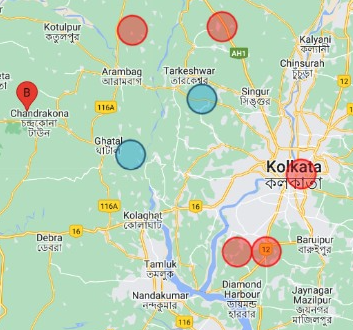 Kotulpur
কতুলপুর
Kalyani
কল্যাণী
AH1
Arambag
আরামবাগ
Tarkeshwar
Chinsurah
চুঁচুড়া
B
116A
Singur
সিঙ্গুর
Chandrakona
চন্দ্রকোনা
টাউন
Ghatal
Kolkata
কলকাতা
116A
16
Kolaghat
কোলাঘাট
16
Debra
ডেবরা
12
Baruipur
বারুইপুর
Tamluk
তমলুক
Diamond
Harbour
ডায়মন্ড
হারবার
Jaynagar
Mazilpur
জয়নগর
মজিলপুর
Nandakumar
নন্দকুমার
116